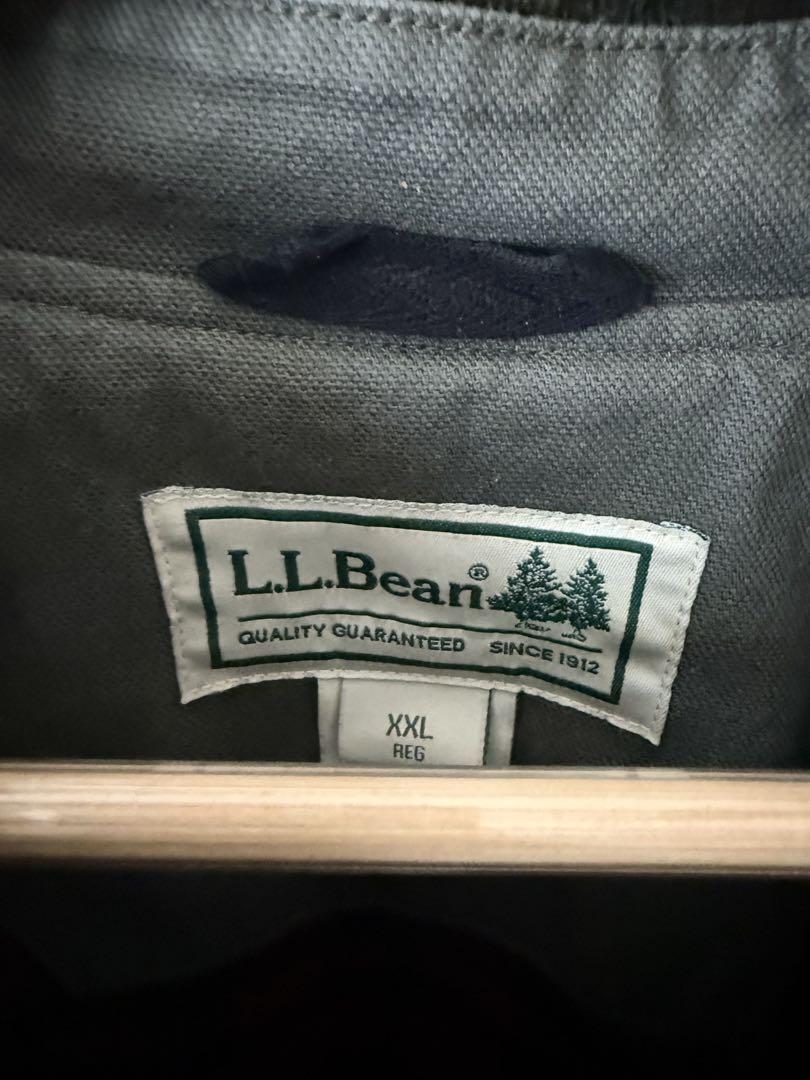 L.L.Bean®
QUALITY GUARANTEED SINCE 1912
XXL
REG